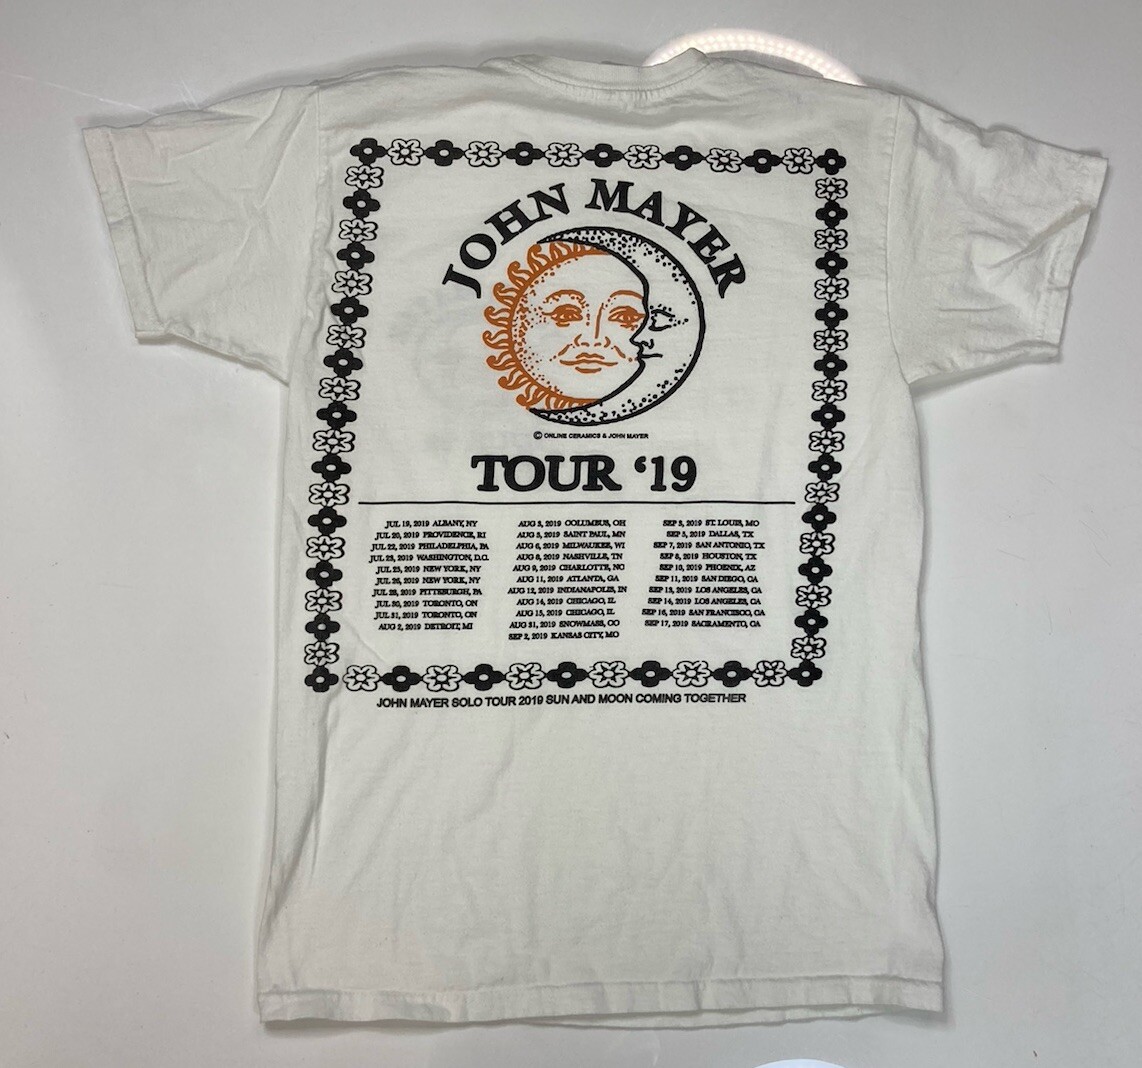 JOHN MAYER
© ONLINE CERAMICS & JOHN MAYER
TOUR ‘19
JUL 19, 2019 ALBANY, NY
JUL 20, 2019 PROVIDENCE, RI
JUL 22, 2019 PHILADELPHIA, PA
JUL 23, 2019 WASHINGTON, D.C.
JUL 25, 2019 NEW YORK, NY
JUL 26, 2019 NEW YORK, NY
JUL 28, 2019 PITTSBURGH, PA
JUL 30, 2019 TORONTO, ON
JUL 31, 2019 TORONTO, ON
AUG 2, 2019 DETROIT, MI
AUG 3, 2019 COLUMBUS, OH
AUG 5, 2019 SAINT PAUL, MN
AUG 6, 2019 MILWAUKEE, WI
AUG 8, 2019 NASHVILLE, TN
AUG 9, 2019 CHARLOTTE, NC
AUG 11, 2019 ATLANTA, GA
AUG 12, 2019 INDIANAPOLIS, IN
AUG 14, 2019 CHICAGO, IL
AUG 15, 2019 CHICAGO, IL
AUG 31, 2019 SNOWMASS, CO
SEP 2, 2019 KANSAS CITY, MO
SEP 3, 2019 ST. LOUIS, MO
SEP 5, 2019 DALLAS, TX
SEP 7, 2019 SAN ANTONIO, TX
SEP 8, 2019 HOUSTON, TX
SEP 10, 2019 PHOENIX, AZ
SEP 11, 2019 SAN DIEGO, CA
SEP 13, 2019 LOS ANGELES, CA
SEP 14, 2019 LOS ANGELES, CA
SEP 16, 2019 SAN FRANCISCO, CA
SEP 17, 2019 SACRAMENTO, CA
JOHN MAYER SOLO TOUR 2019 SUN AND MOON COMING TOGETHER